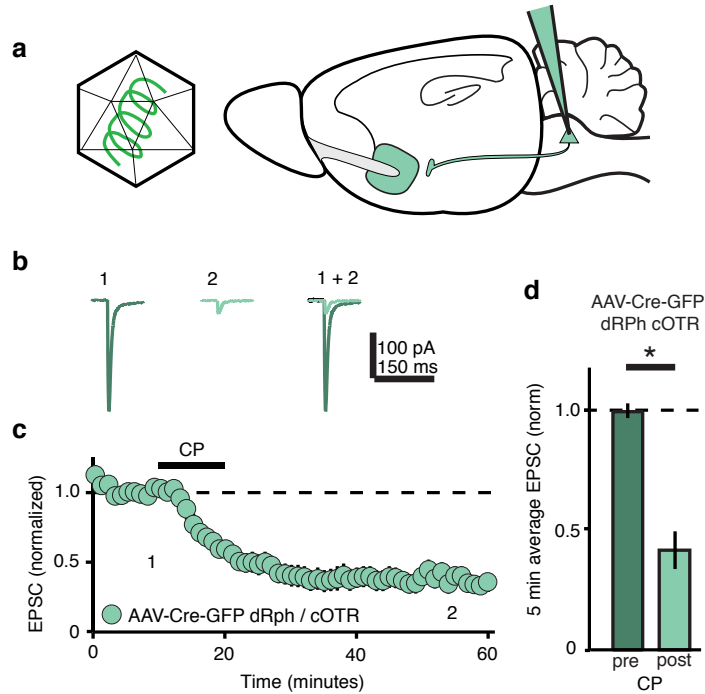 a
b
1
2
1 + 2
100 pA
150 ms
c
CP
EPSC (normalized)
1.0
0.5
0
1
2
AAV-Cre-GFP dRph / cOTR
0
20
40
60
Time (minutes)
d
AAV-Cre-GFP
dRPh cOTR
*
5 min average EPSC (norm)
1.0
0.5
0
pre
post
CP